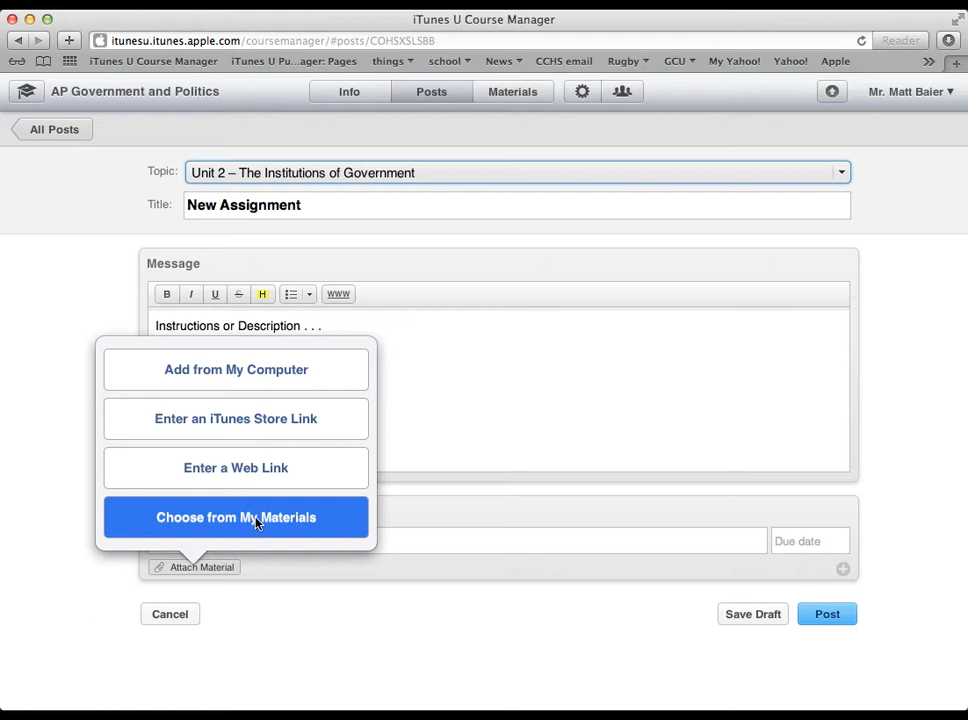 iTunes U Course Manager
itunesu.itunes.apple.com/coursemanager/#posts/COHSXSLSBB
Reader
iTunes U Course Manager iTunes U Pu...ager: Pages things school News CCHS email Rugby GCU My Yahoo! Yahoo! Apple
AP Government and Politics Info Posts Materials Mr. Matt Baier
All Posts
Topic: Unit 2 – The Institutions of Government
Title: New Assignment
Message
B I U S H WWW
Instructions or Description . . .
Add from My Computer
Enter an iTunes Store Link
Enter a Web Link
Choose from My Materials
Due date
Attach Material
Cancel Save Draft Post